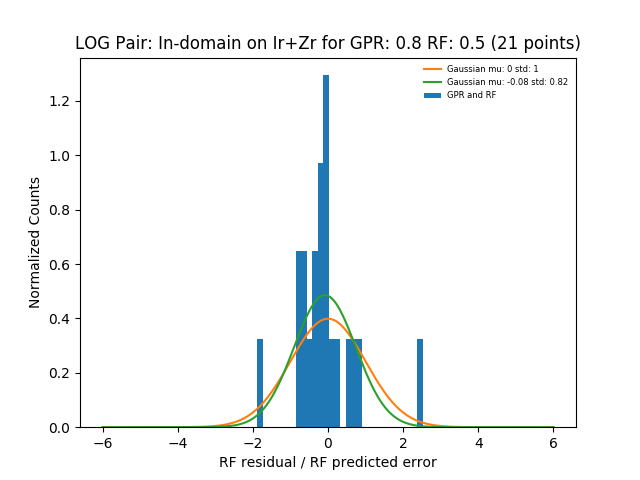 LOG Pair: In-domain on Ir+Zr for GPR: 0.8 RF: 0.5 (21 points)
Gaussian mu: 0 std: 1
Gaussian mu: -0.08 std: 0.82
GPR and RF
Normalized Counts
1.2
1.0
0.8
0.6
0.4
0.2
0.0
−6 −4 −2 0 2 4 6
RF residual / RF predicted error